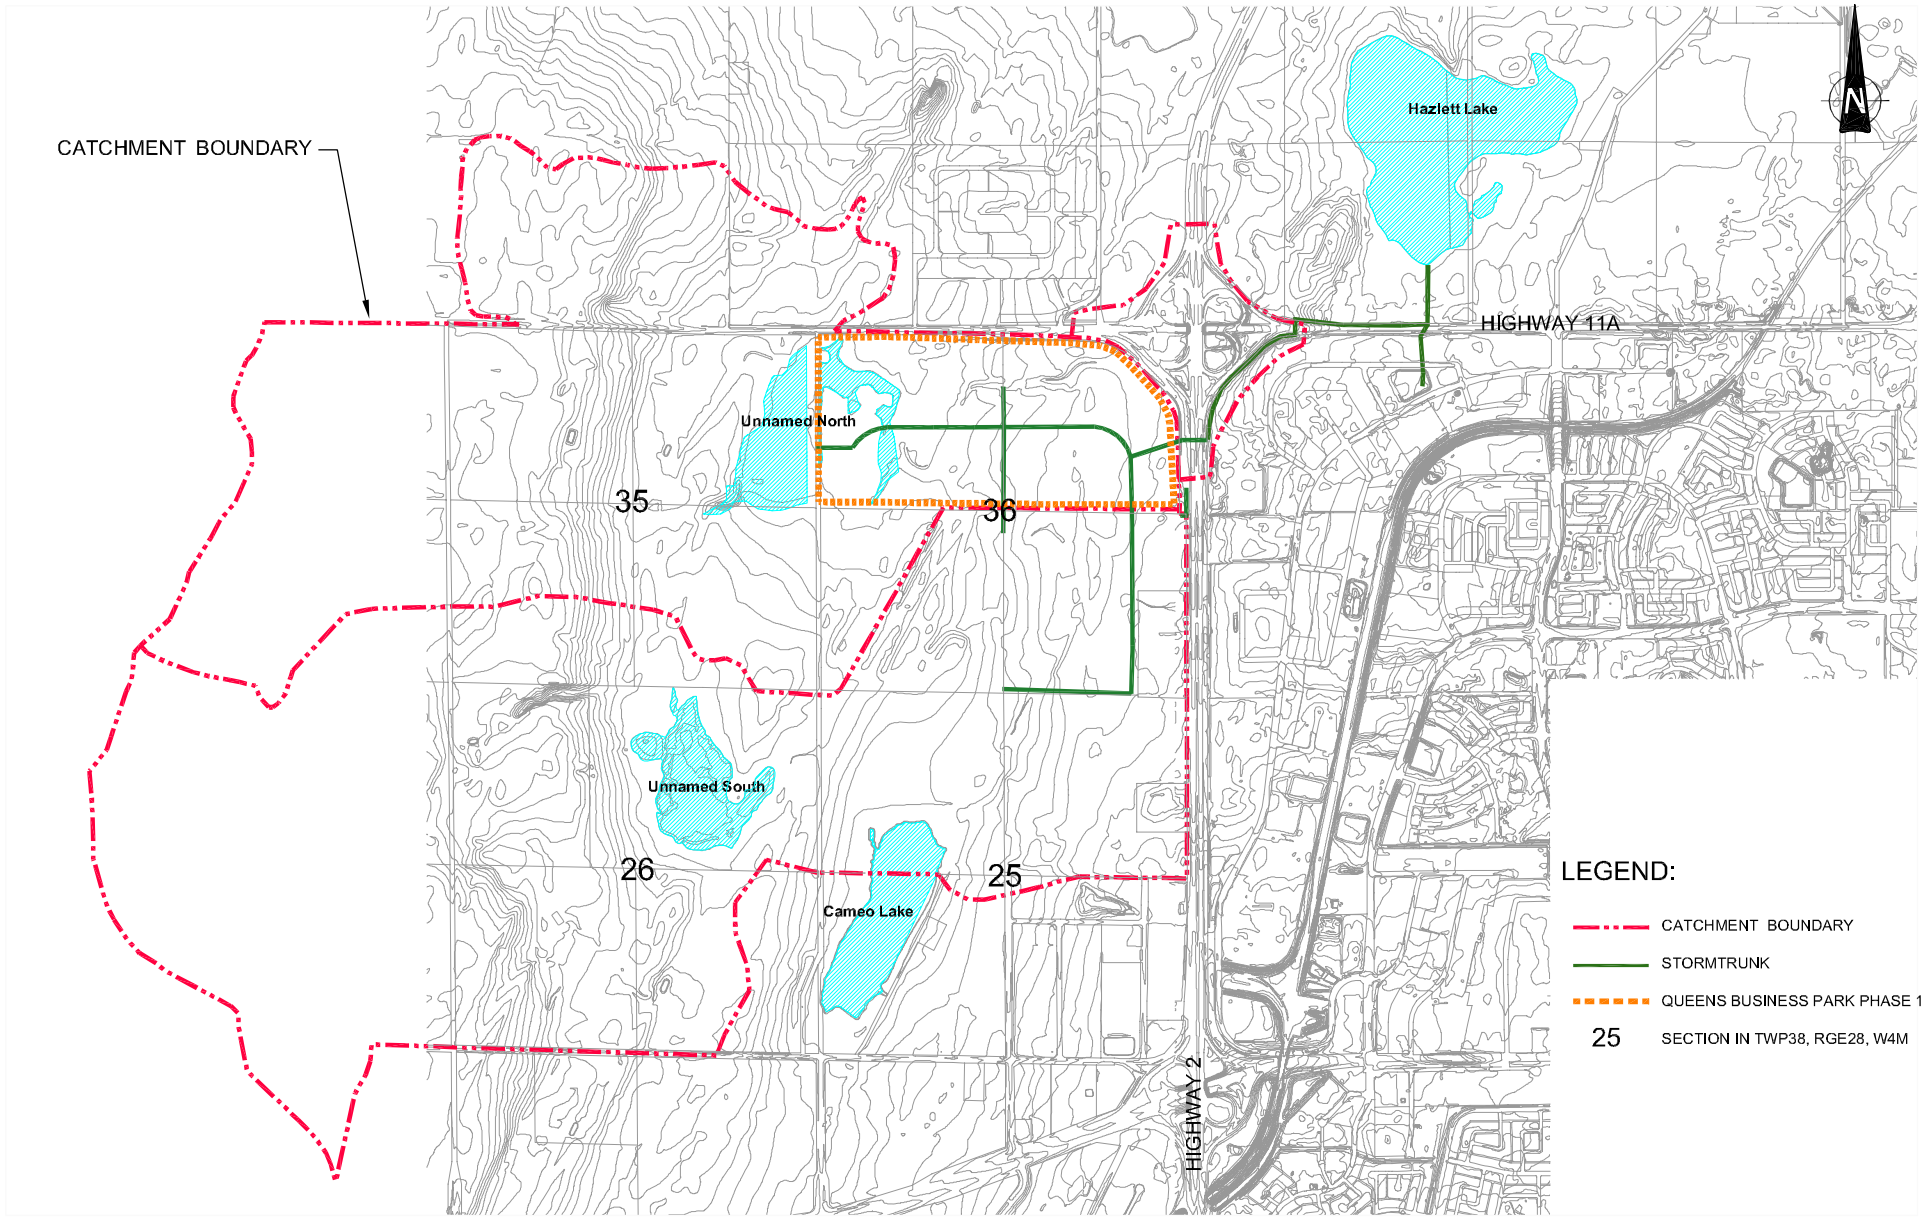 Hazlett Lake
N
CATCHMENT BOUNDARY
HIGHWAY 11A
Unnamed North
35
36
Unnamed South
26
25
Cameo Lake
HIGHWAY 2
LEGEND:
CATCHMENT BOUNDARY
STORMTRUNK
QUEENS BUSINESS PARK PHASE 1
25 SECTION IN TWP38, RGE28, W4M